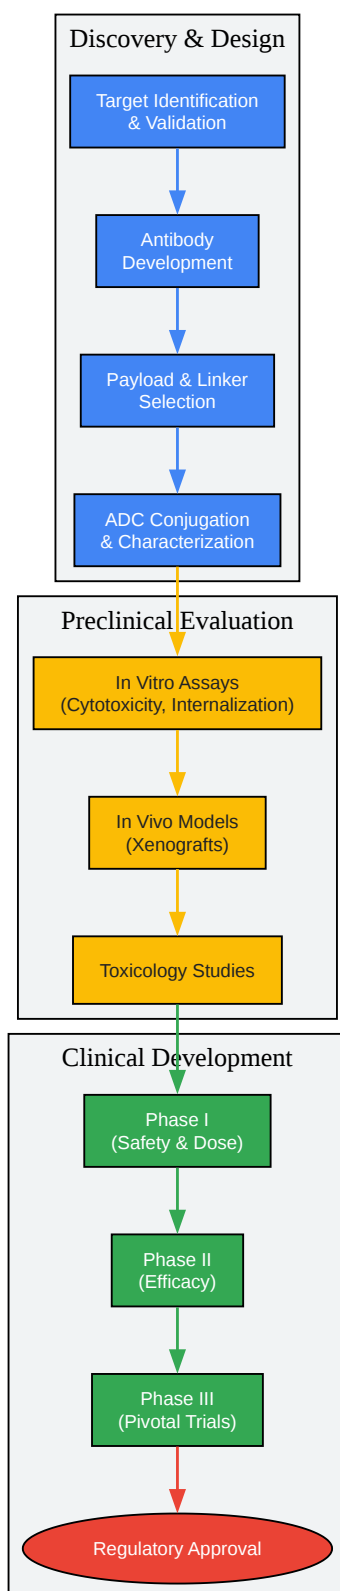 Discovery & Design
Target Identification
& Validation
Antibody
Development
Payload & Linker
Selection
ADC Conjugation
& Characterization
Preclinical Evaluation
In Vitro Assays
(Cytotoxicity, Internalization)
In Vivo Models
(Xenografts)
Toxicology Studies
Clinical Development
Phase I
(Safety & Dose)
Phase II
(Efficacy)
Phase III
(Pivotal Trials)
Regulatory Approval